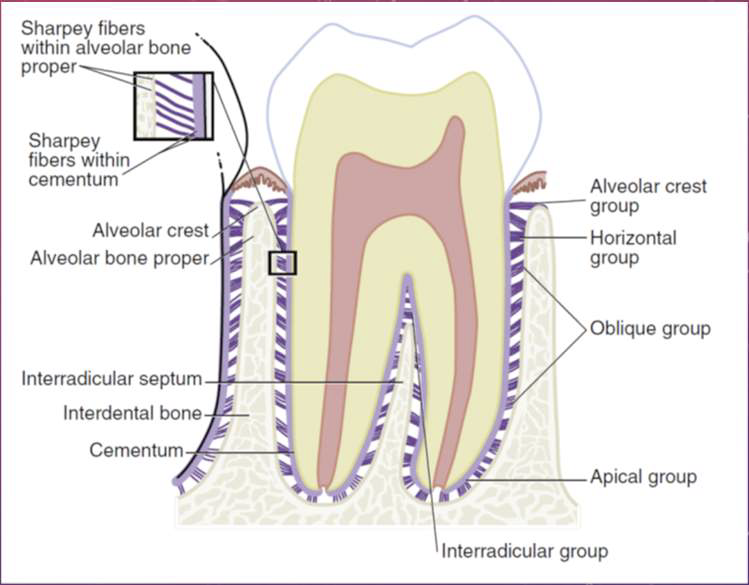 Sharpey fibers
within alveolar bone
proper
Sharpey
fibers within
cementum
Alveolar crest
Alveolar bone proper
Interradicular septum
Interdental bone
Cementum
Alveolar crest
group
Horizontal
group
Oblique group
Apical group
Interradicular group